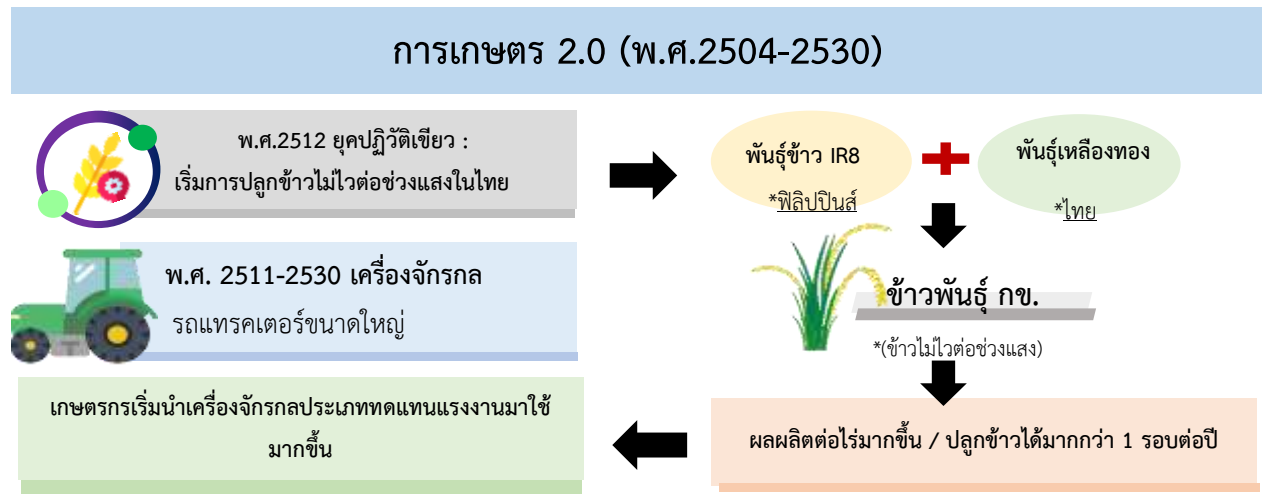 การเกษตร 2.0 (พ.ศ.2504-2530)
พ.ศ.2512 ยุคปฏิวัติเขียว :
เริ่มการปลูกข้าวไม่ไวต่อช่วงแสงในไทย
พันธุ์ข้าว IR8
*ฟิลิปปินส์
พันธุ์เหลืองทอง
*ไทย
ข้าวพันธุ์ กข.
*(ข้าวไม่ไวต่อช่วงแสง)
ผลผลิตต่อไร่มากขึ้น / ปลูกข้าวได้มากกว่า 1 รอบต่อปี
พ.ศ. 2511-2530 เครื่องจักรกล
รถแทรคเตอร์ขนาดใหญ่
เกษตรกรเริ่มนำเครื่องจักรกลประเภททดแทนแรงงานมาใช้
มากขึ้น